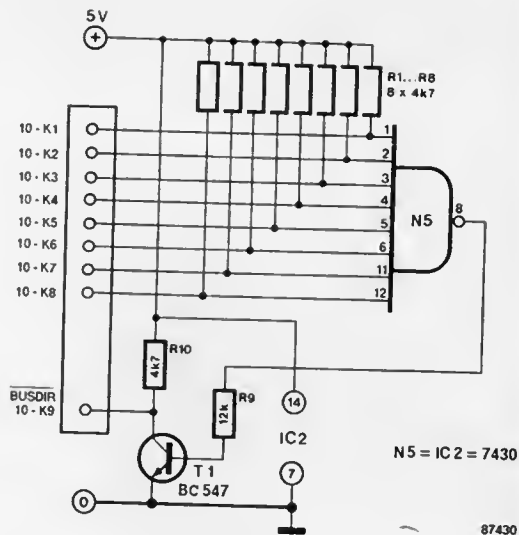 5V
+
R1...R8
8 x 4k7
10 - K1
10 - K2
10 - K3
10 - K4
10 - K5
10 - K6
10 - K7
10 - K8
1
2
3
4
5
6
11
12
N5
8
R10
4k7
BUSDIR
10 - K9
R9
12k
14
IC2
7
T1
BC547
N5 = IC2 = 7430
0
87430